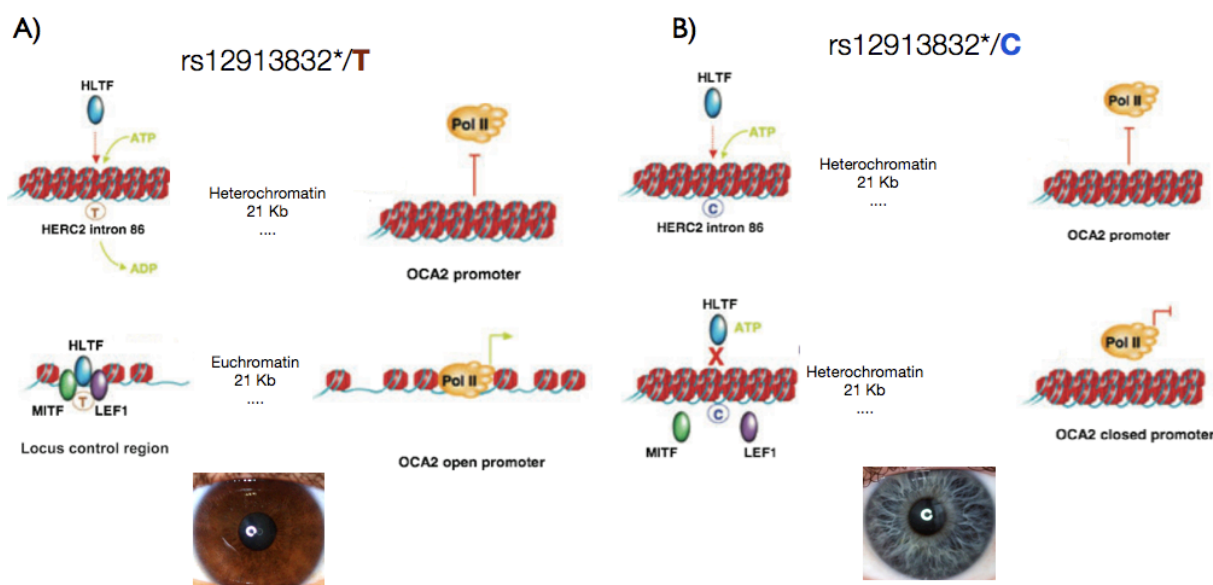 A)
rs12913832*/T
HLTF
ATP
Pol II
Heterochromatin
21 Kb
....
T
HERC2 intron 86
ADP
OCA2 promoter
HLTF
Euchromatin
21 Kb
....
Pol II
MITF
T
LEF1
Locus control region
OCA2 open promoter
B)
rs12913832*/C
HLTF
ATP
Pol II
Heterochromatin
21 Kb
....
C
HERC2 intron 86
OCA2 promoter
HLTF
ATP
X
Pol II
Heterochromatin
21 Kb
....
C
MITF
LEF1
OCA2 closed promoter